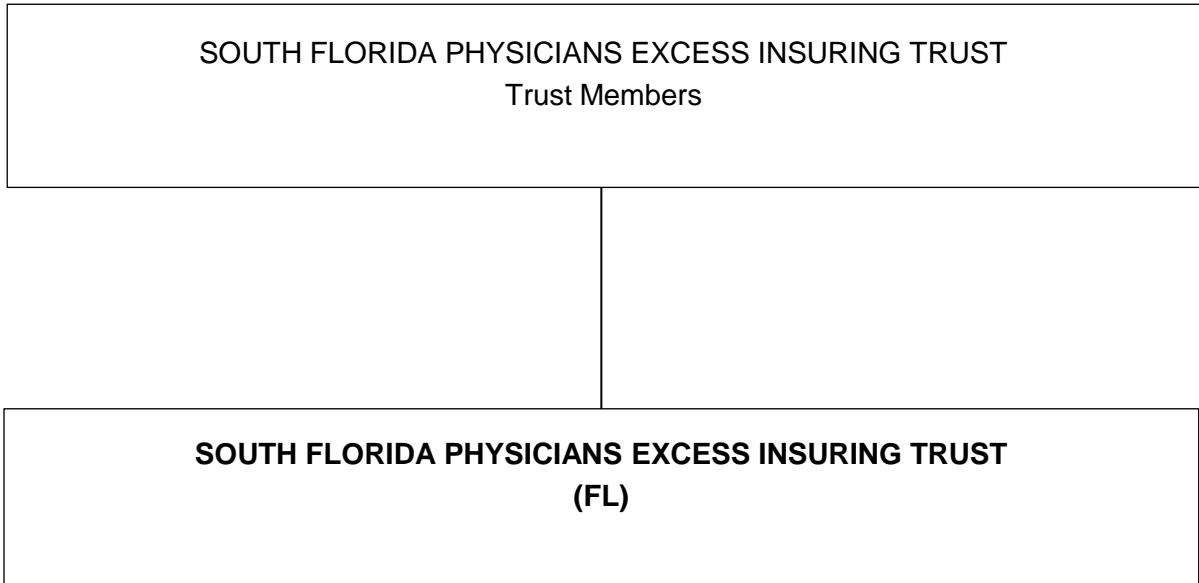 SOUTH FLORIDA PHYSICIANS EXCESS INSURING TRUST
Trust Members
SOUTH FLORIDA PHYSICIANS EXCESS INSURING TRUST
(FL)